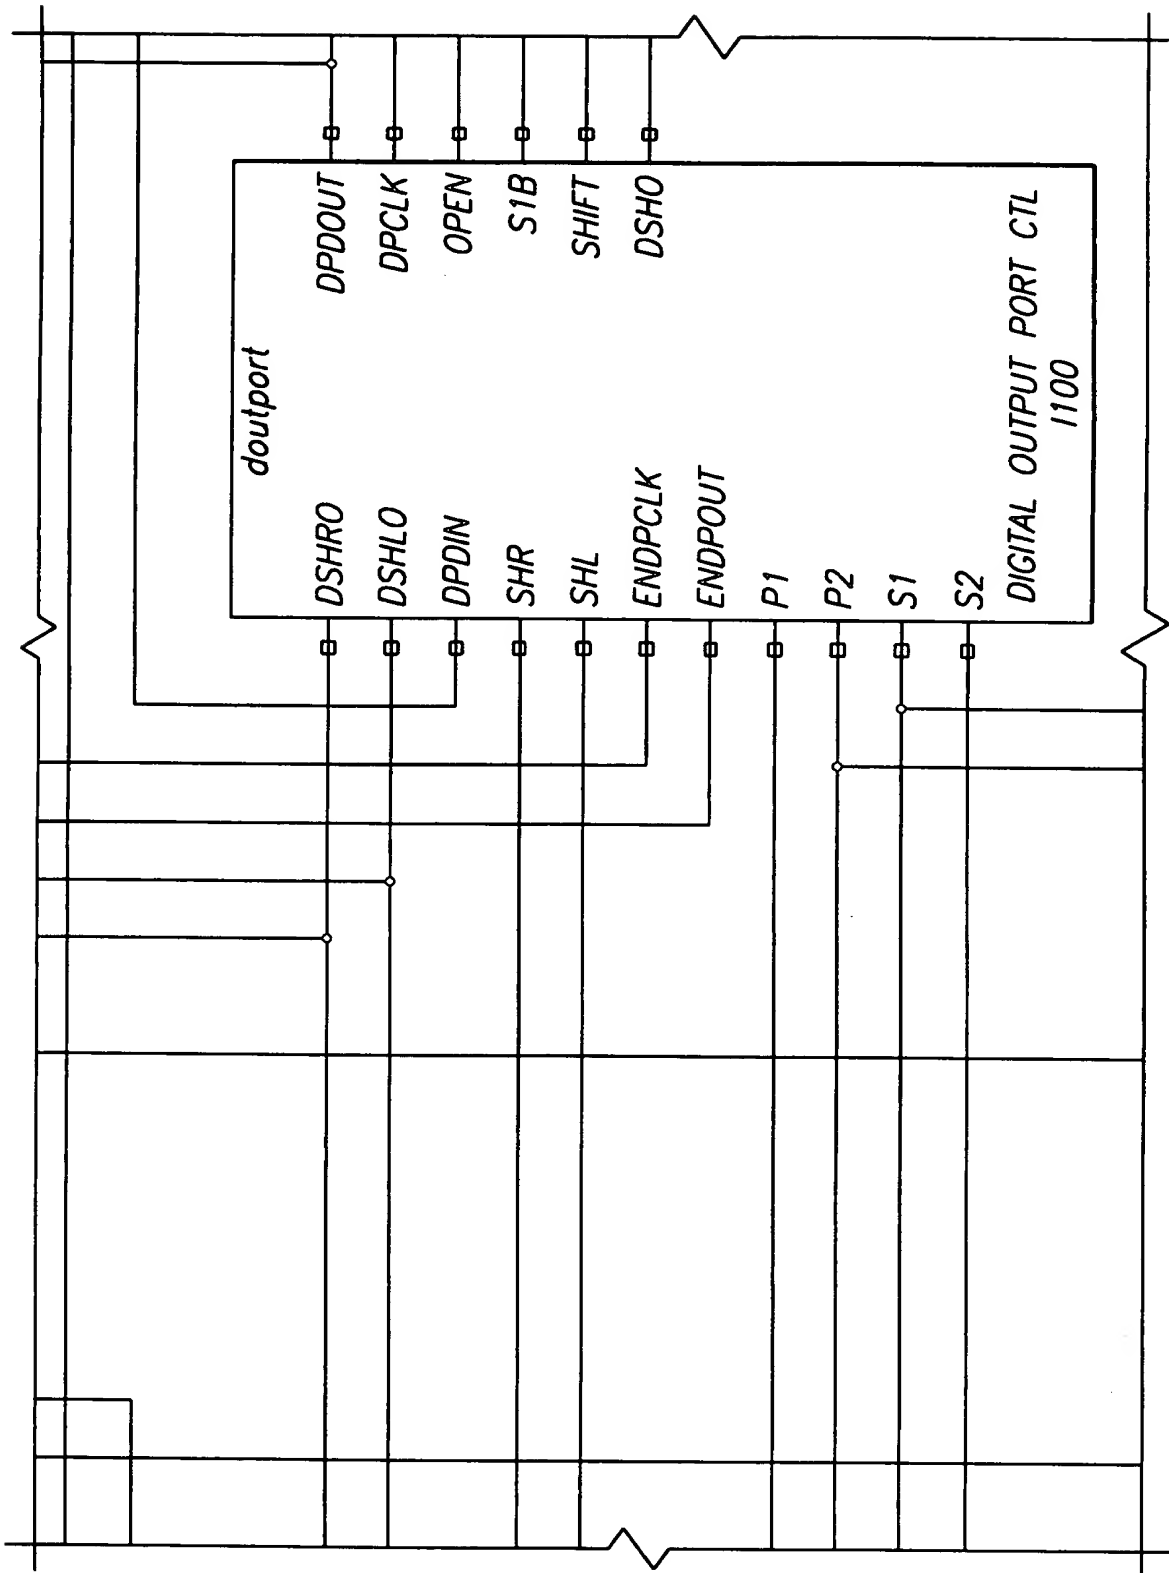 doutport
DSHRO
DSHLO
DPDIN
SHR
SHL
ENDPCLK
ENDPOUT
P1
P2
S1
S2
DPDOUT
DPCLK
OPEN
S1B
SHIFT
DSHO
DIGITAL OUTPUT PORT CTL
I100